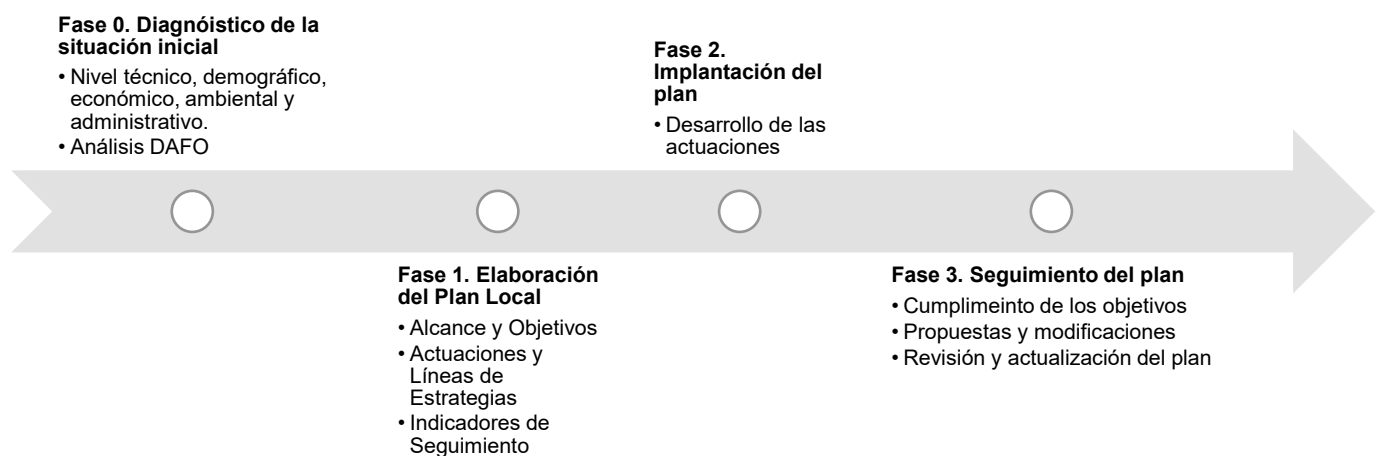 Fase 0. Diagnóistico de la
situación inicial
• Nivel técnico, demográfico,
económico, ambiental y
administrativo.
• Análisis DAFO
Fase 1. Elaboración
del Plan Local
• Alcance y Objetivos
• Actuaciones y
Líneas de
Estrategias
• Indicadores de
Seguimiento
Fase 2.
Implantación del
plan
• Desarrollo de las
actuaciones
Fase 3. Seguimiento del plan
• Cumplimeinto de los objetivos
• Propuestas y modificaciones
• Revisión y actualización del plan